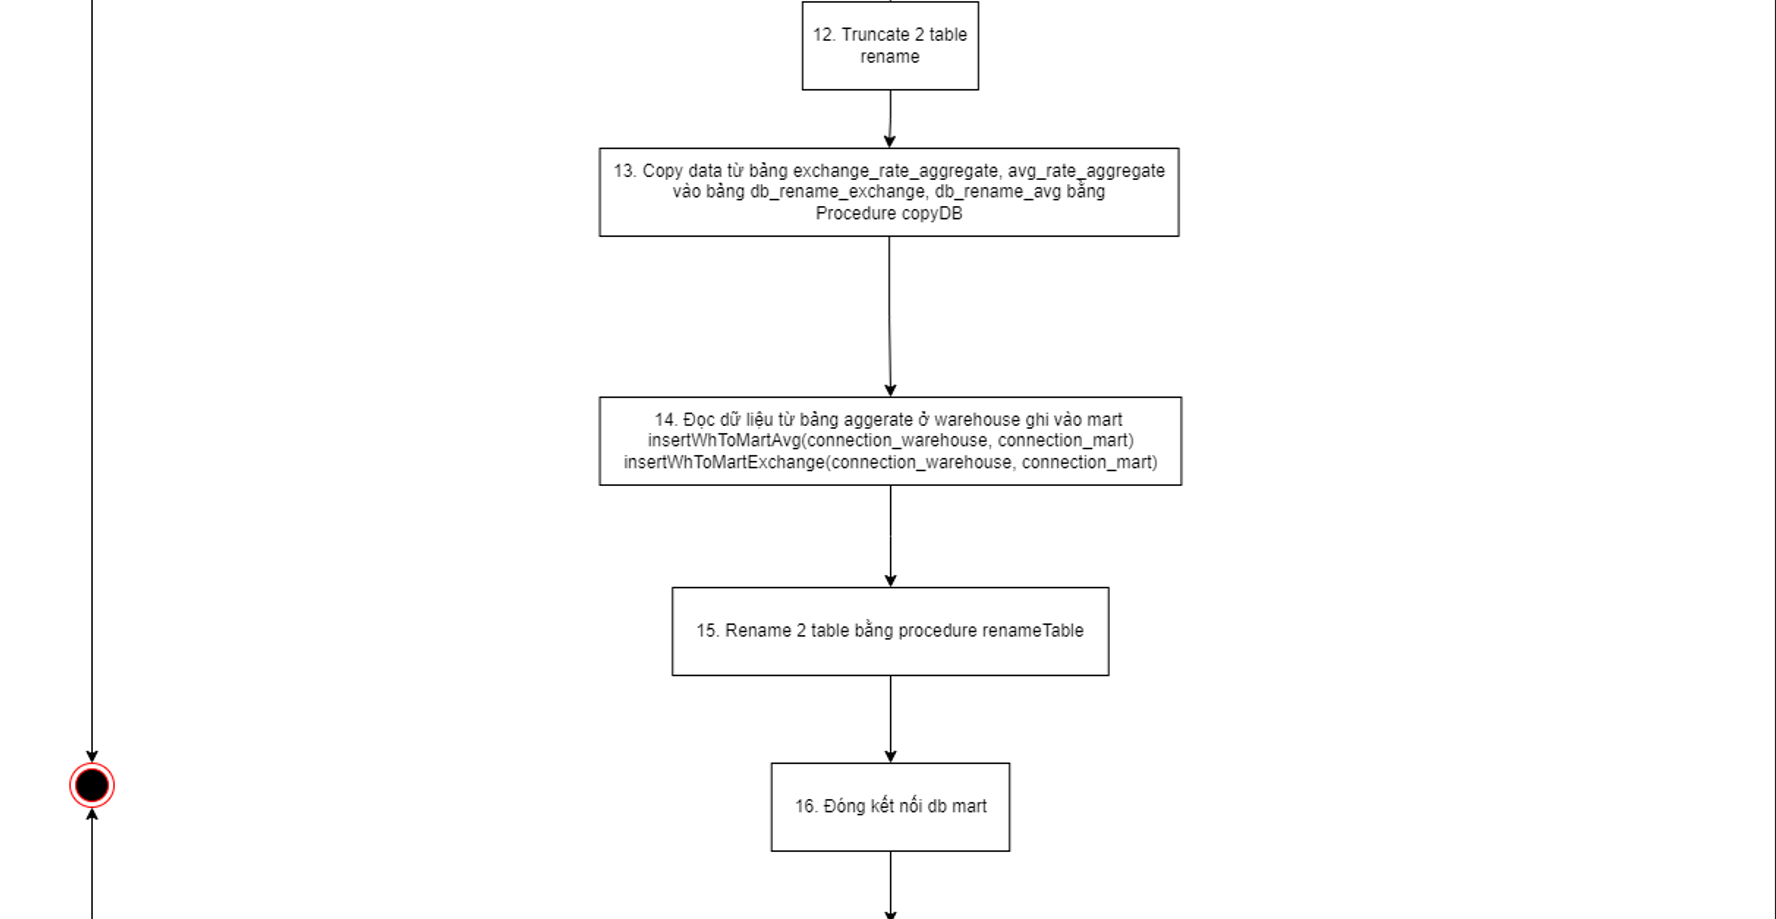 12. Truncate 2 table
rename
13. Copy data từ bảng exchange_rate_aggregate, avg_rate_aggregate
vào bảng db_rename_exchange, db_rename_avg bằng
Procedure copyDB
14. Đọc dữ liệu từ bảng aggerate ở warehouse ghi vào mart
insertWhToMartAvg(connection_warehouse, connection_mart)
insertWhToMartExchange(connection_warehouse, connection_mart)
15. Rename 2 table bằng procedure renameTable
16. Đóng kết nối db mart